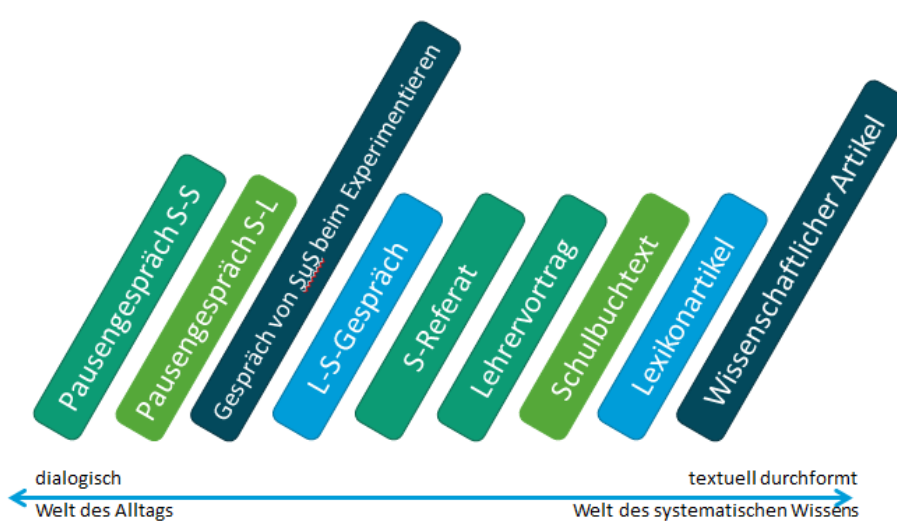 Pausengespräch S-S
Pausengespräch S-L
Gespräch von SuS beim Experimentieren
L-S-Gespräch
S-Referat
Lehrervortrag
Schulbuchtext
Lexikonartikel
Wissenschaftlicher Artikel
dialogisch
textuell durchformt
Welt des Alltags
Welt des systematischen Wissens